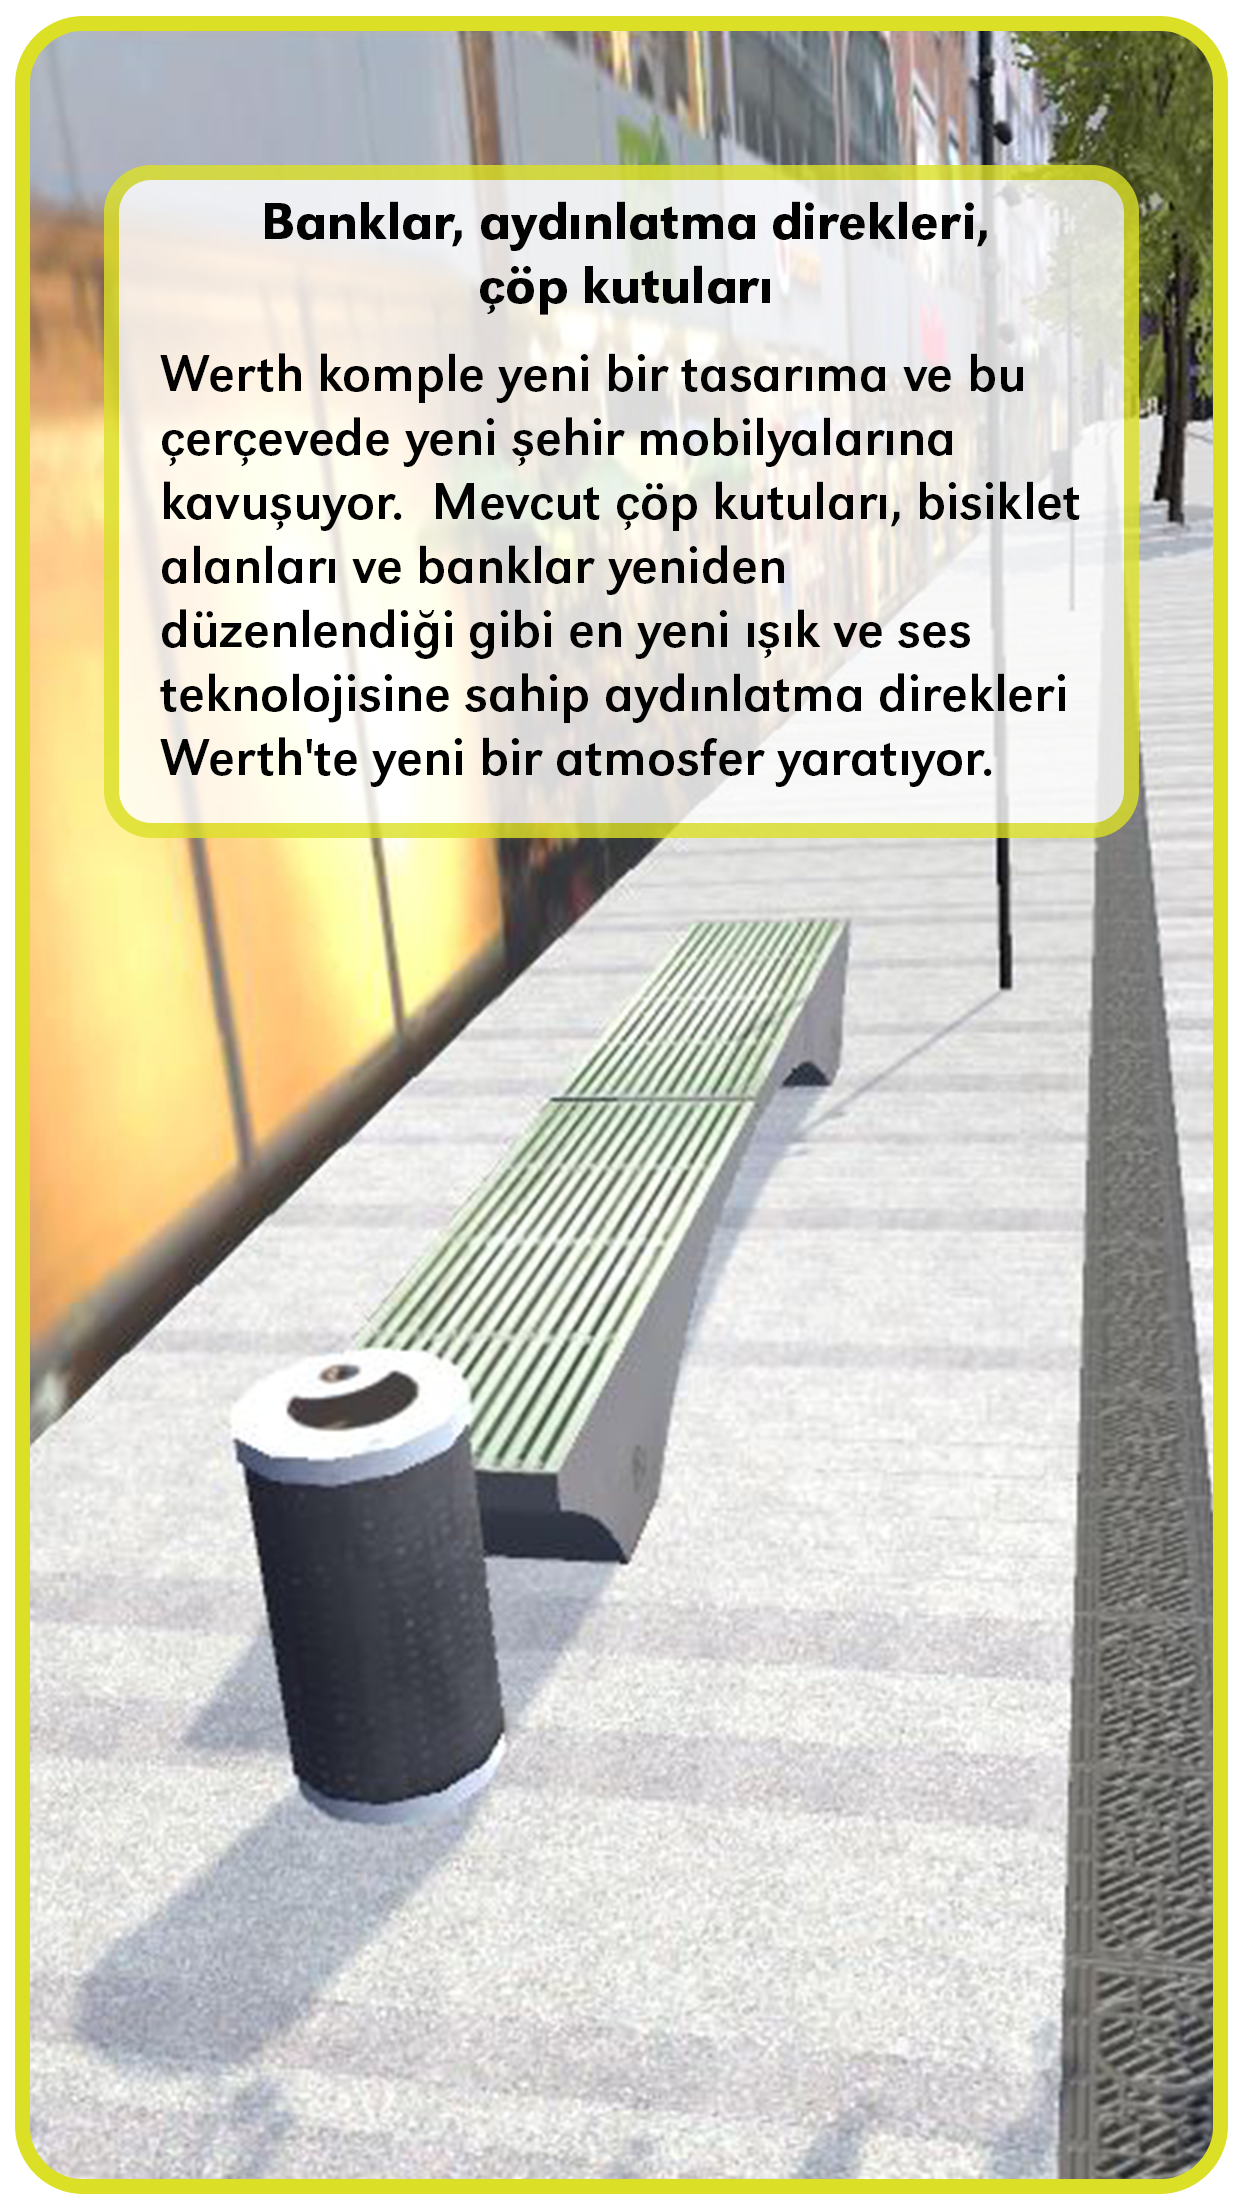 Banklar, aydınlatma direkleri,
çöp kutuları
Werth komple yeni bir tasarıma ve bu
çerçevede yeni şehir mobilyalarına
kavuşuyor.  Mevcut çöp kutuları, bisiklet
alanları ve banklar yeniden
düzenlendiği gibi en yeni ışık ve ses
teknolojisine sahip aydınlatma direkleri
Werth'te yeni bir atmosfer yaratıyor.